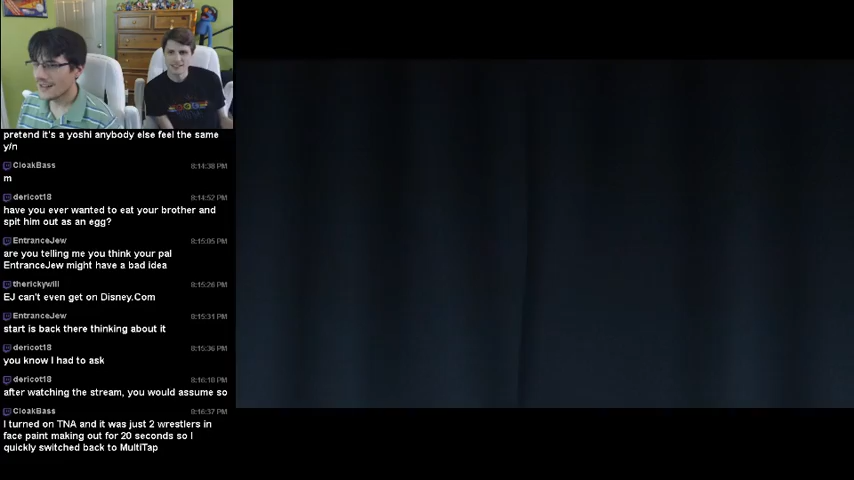 pretend it's a yoshi anybody else feel the same
y/n
CloakBass 8:14:38 PM
m
dericot18 8:14:52 PM
have you ever wanted to eat your brother and
spit him out as an egg?
EntranceJew 8:15:05 PM
are you telling me you think your pal
EntranceJew might have a bad idea
therickywill 8:15:26 PM
EJ can't even get on Disney.Com
EntranceJew 8:15:31 PM
start is back there thinking about it
dericot18 8:15:36 PM
you know I had to ask
dericot18 8:16:18 PM
after watching the stream, you would assume so
CloakBass 8:16:37 PM
I turned on TNA and it was just 2 wrestlers in
face paint making out for 20 seconds so I
quickly switched back to MultiTap